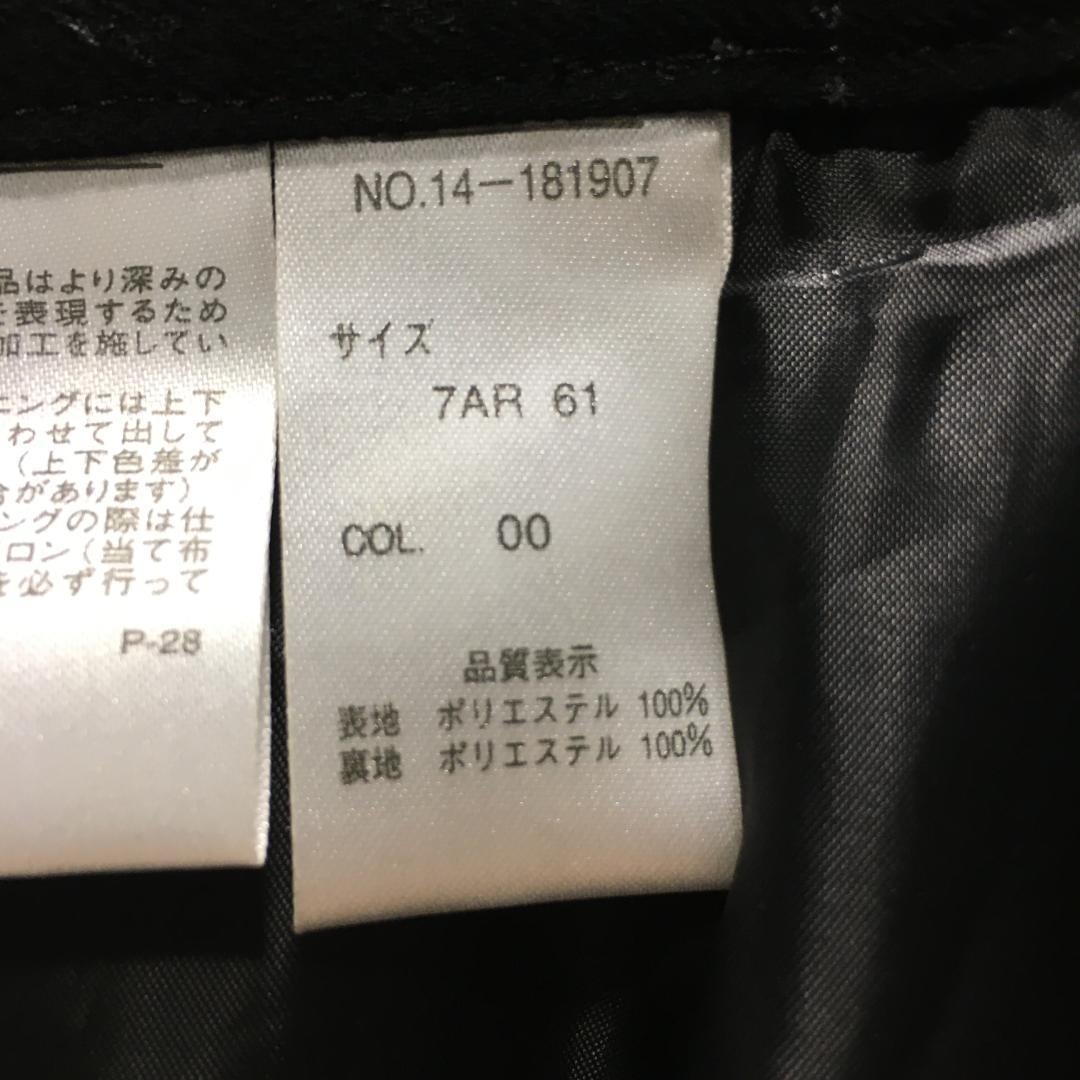 品はより深みの
を表現するため
加工を施してい
ニングには上下
わせて出して
(上下色差が
合があります)
ングの際は仕
イロン(当て布
を必ず行って
P-28
NO.14-181907
サイズ
7AR 61
COL. 00
品質表示
表地 ポリエステル 100%
裏地 ポリエステル 100%